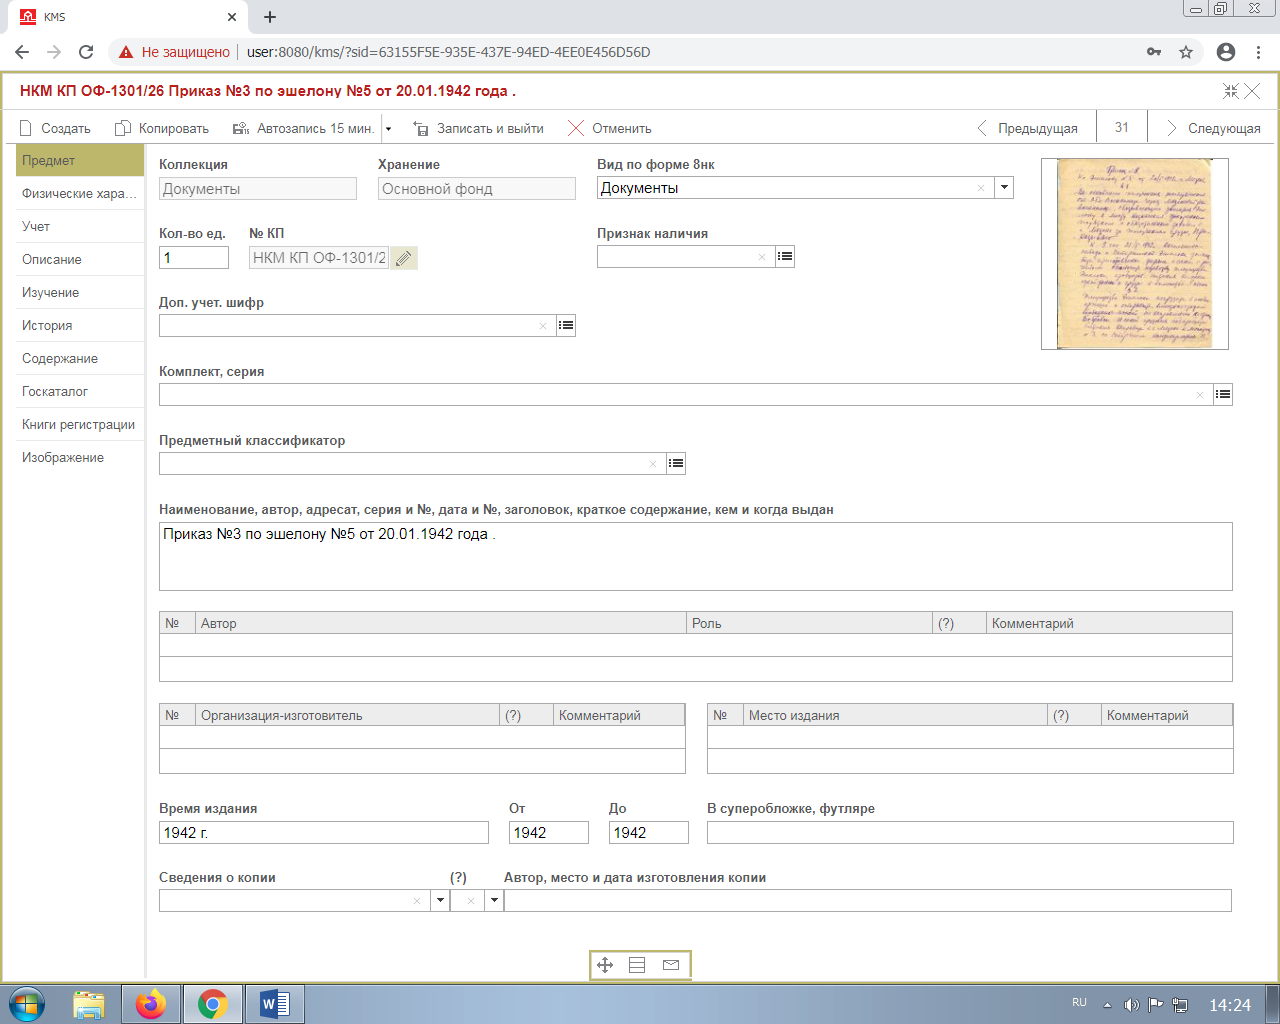 KMS
Не защищено
user:8080/kms/?sid=63155F5E-935E-437E-94ED-4EE0E456D56D
НКМ КП ОФ-1301/26 Приказ №3 по эшелону №5 от 20.01.1942 года .
Создать
Копировать
Автозапись 15 мин.
Записать и выйти
Отменить
Предыдущая
31
Следующая
Предмет
Физические хара...
Учет
Описание
Изучение
История
Содержание
Госкаталог
Книги регистрации
Изображение
Коллекция
Хранение
Вид по форме 8нк
Документы
Основной фонд
Документы
Кол-во ед.
№ КП
Признак наличия
1
НКМ КП ОФ-1301/2
Доп. учет. шифр
Комплект, серия
Предметный классификатор
Наименование, автор, адресат, серия и №, дата и №, заголовок, краткое содержание, кем и когда выдан
Приказ №3 по эшелону №5 от 20.01.1942 года .
№ Автор Роль (?) Комментарий
№ Организация-изготовитель (?) Комментарий
№ Место издания (?) Комментарий
Время издания
От
До
В суперобложке, футляре
1942 г.
1942
1942
Сведения о копии
(?)
Автор, место и дата изготовления копии
RU
14:24